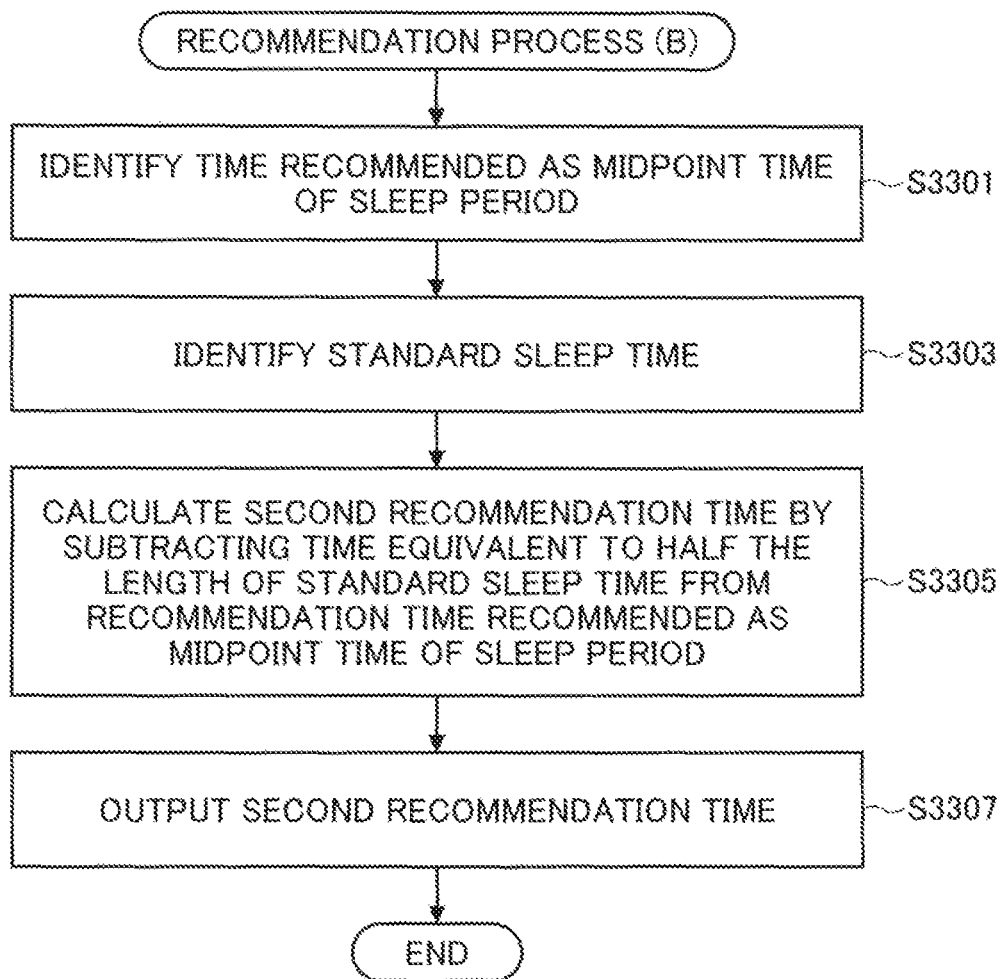 RECOMMENDATION PROCESS (B)
IDENTIFY TIME RECOMMENDED AS MIDPOINT TIME
OF SLEEP PERIOD
S3301
IDENTIFY STANDARD SLEEP TIME
S3303
CALCULATE SECOND RECOMMENDATION TIME BY
SUBTRACTING TIME EQUIVALENT TO HALF THE
LENGTH OF STANDARD SLEEP TIME FROM
RECOMMENDATION TIME RECOMMENDED AS
MIDPOINT TIME OF SLEEP PERIOD
S3305
OUTPUT SECOND RECOMMENDATION TIME
S3307
END